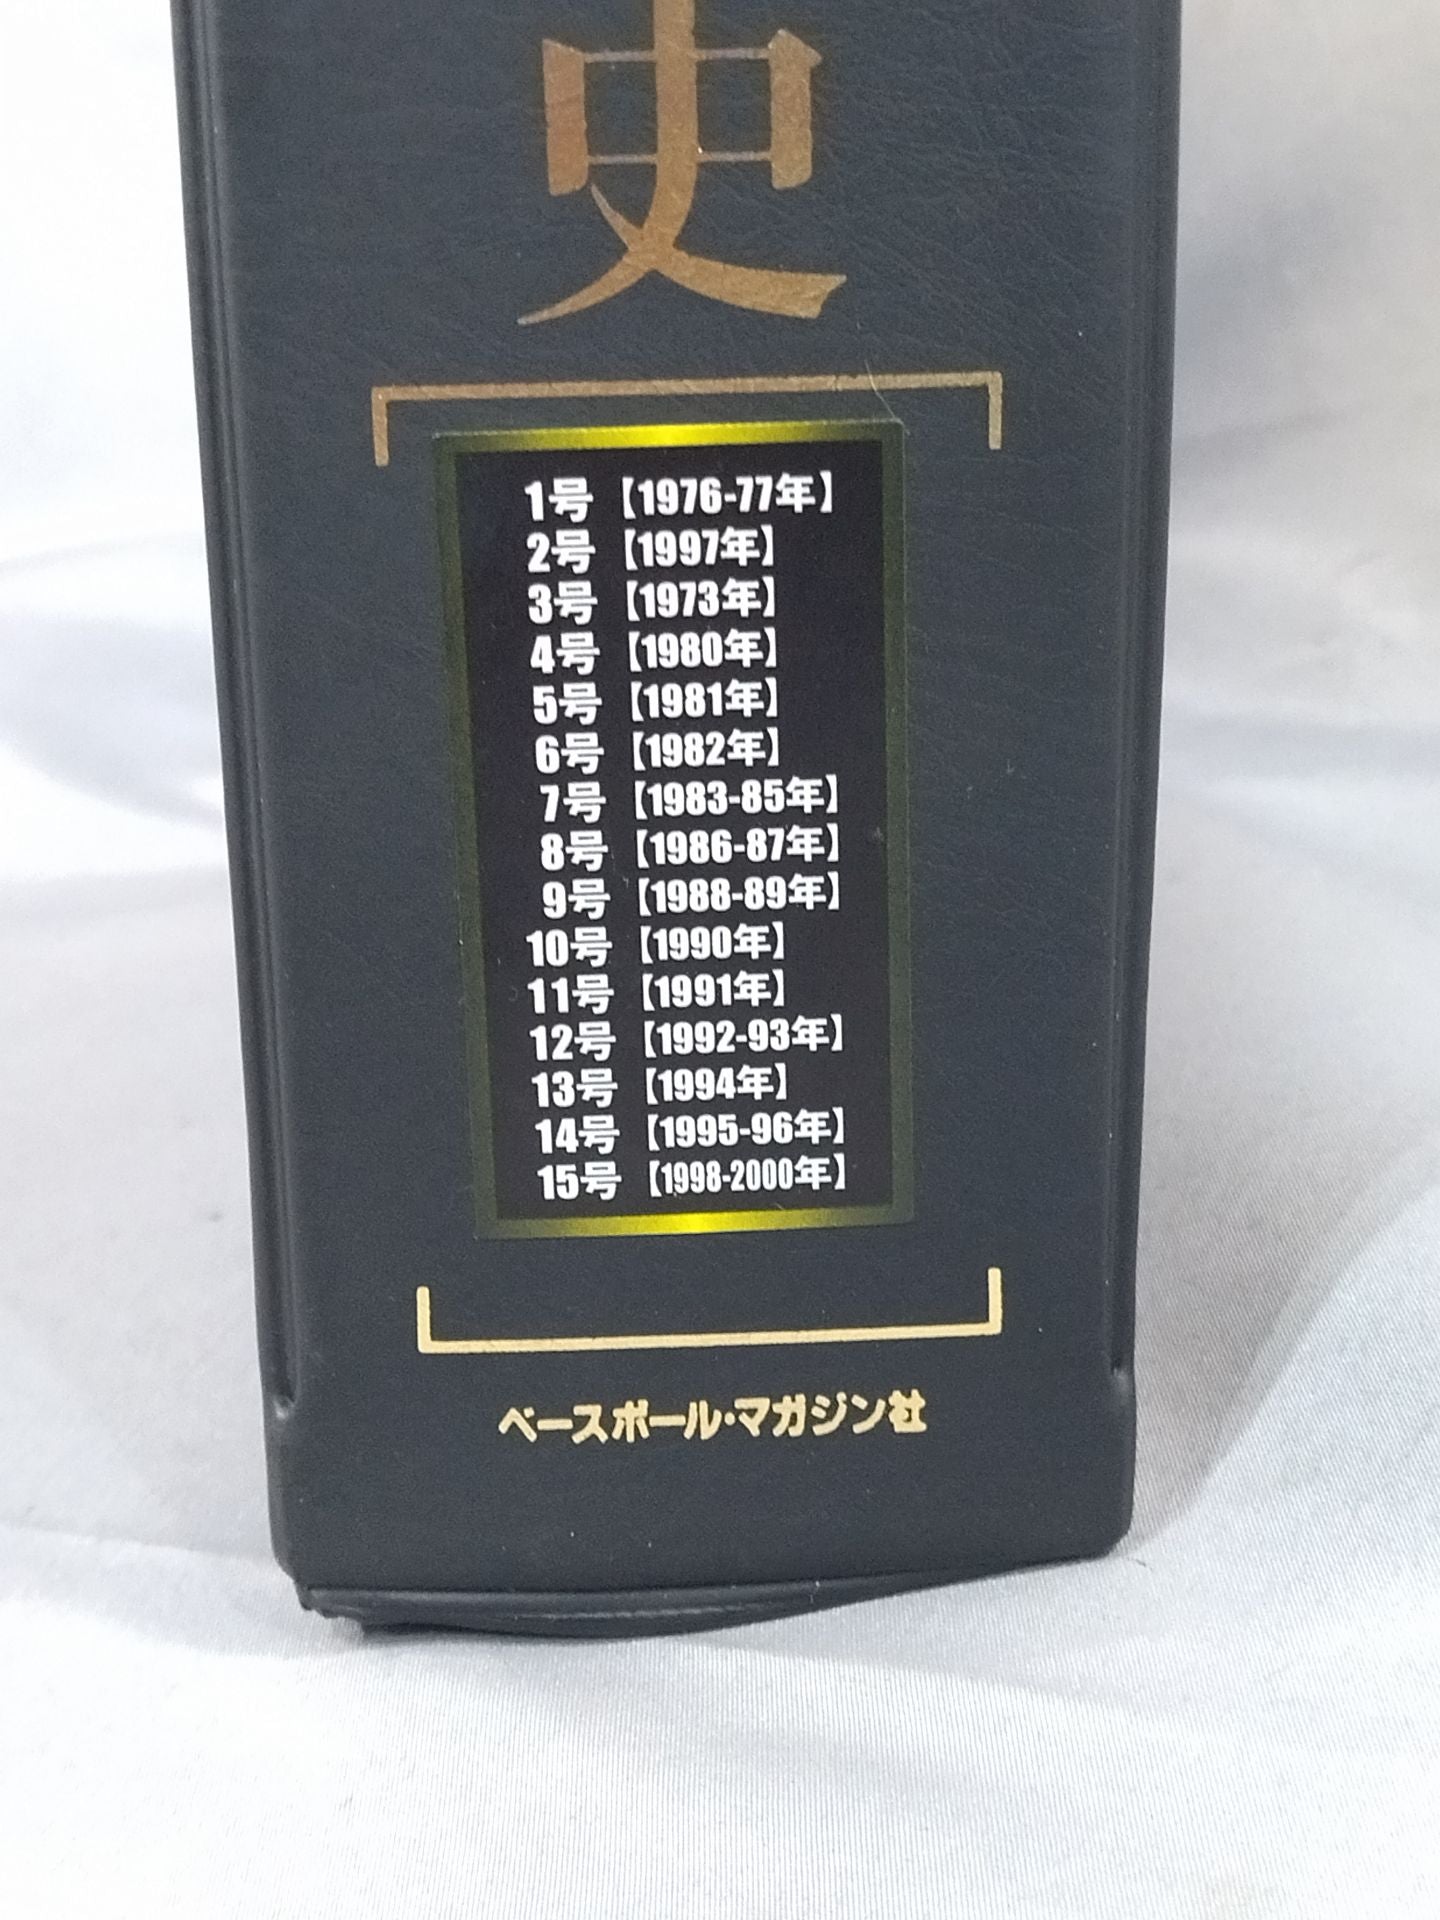 史
1号【1976-77年】
2号【1997年】
3号【1973年】
4号【1980年】
5号【1981年】
6号【1982年】
7号【1983-85年】
8号【1986-87年】
9号【1988-89年】
10号【1990年】
11号【1991年】
12号【1992-93年】
13号【1994年】
14号【1995-96年】
15号【1998-2000年】
ベースボール・マガジン社